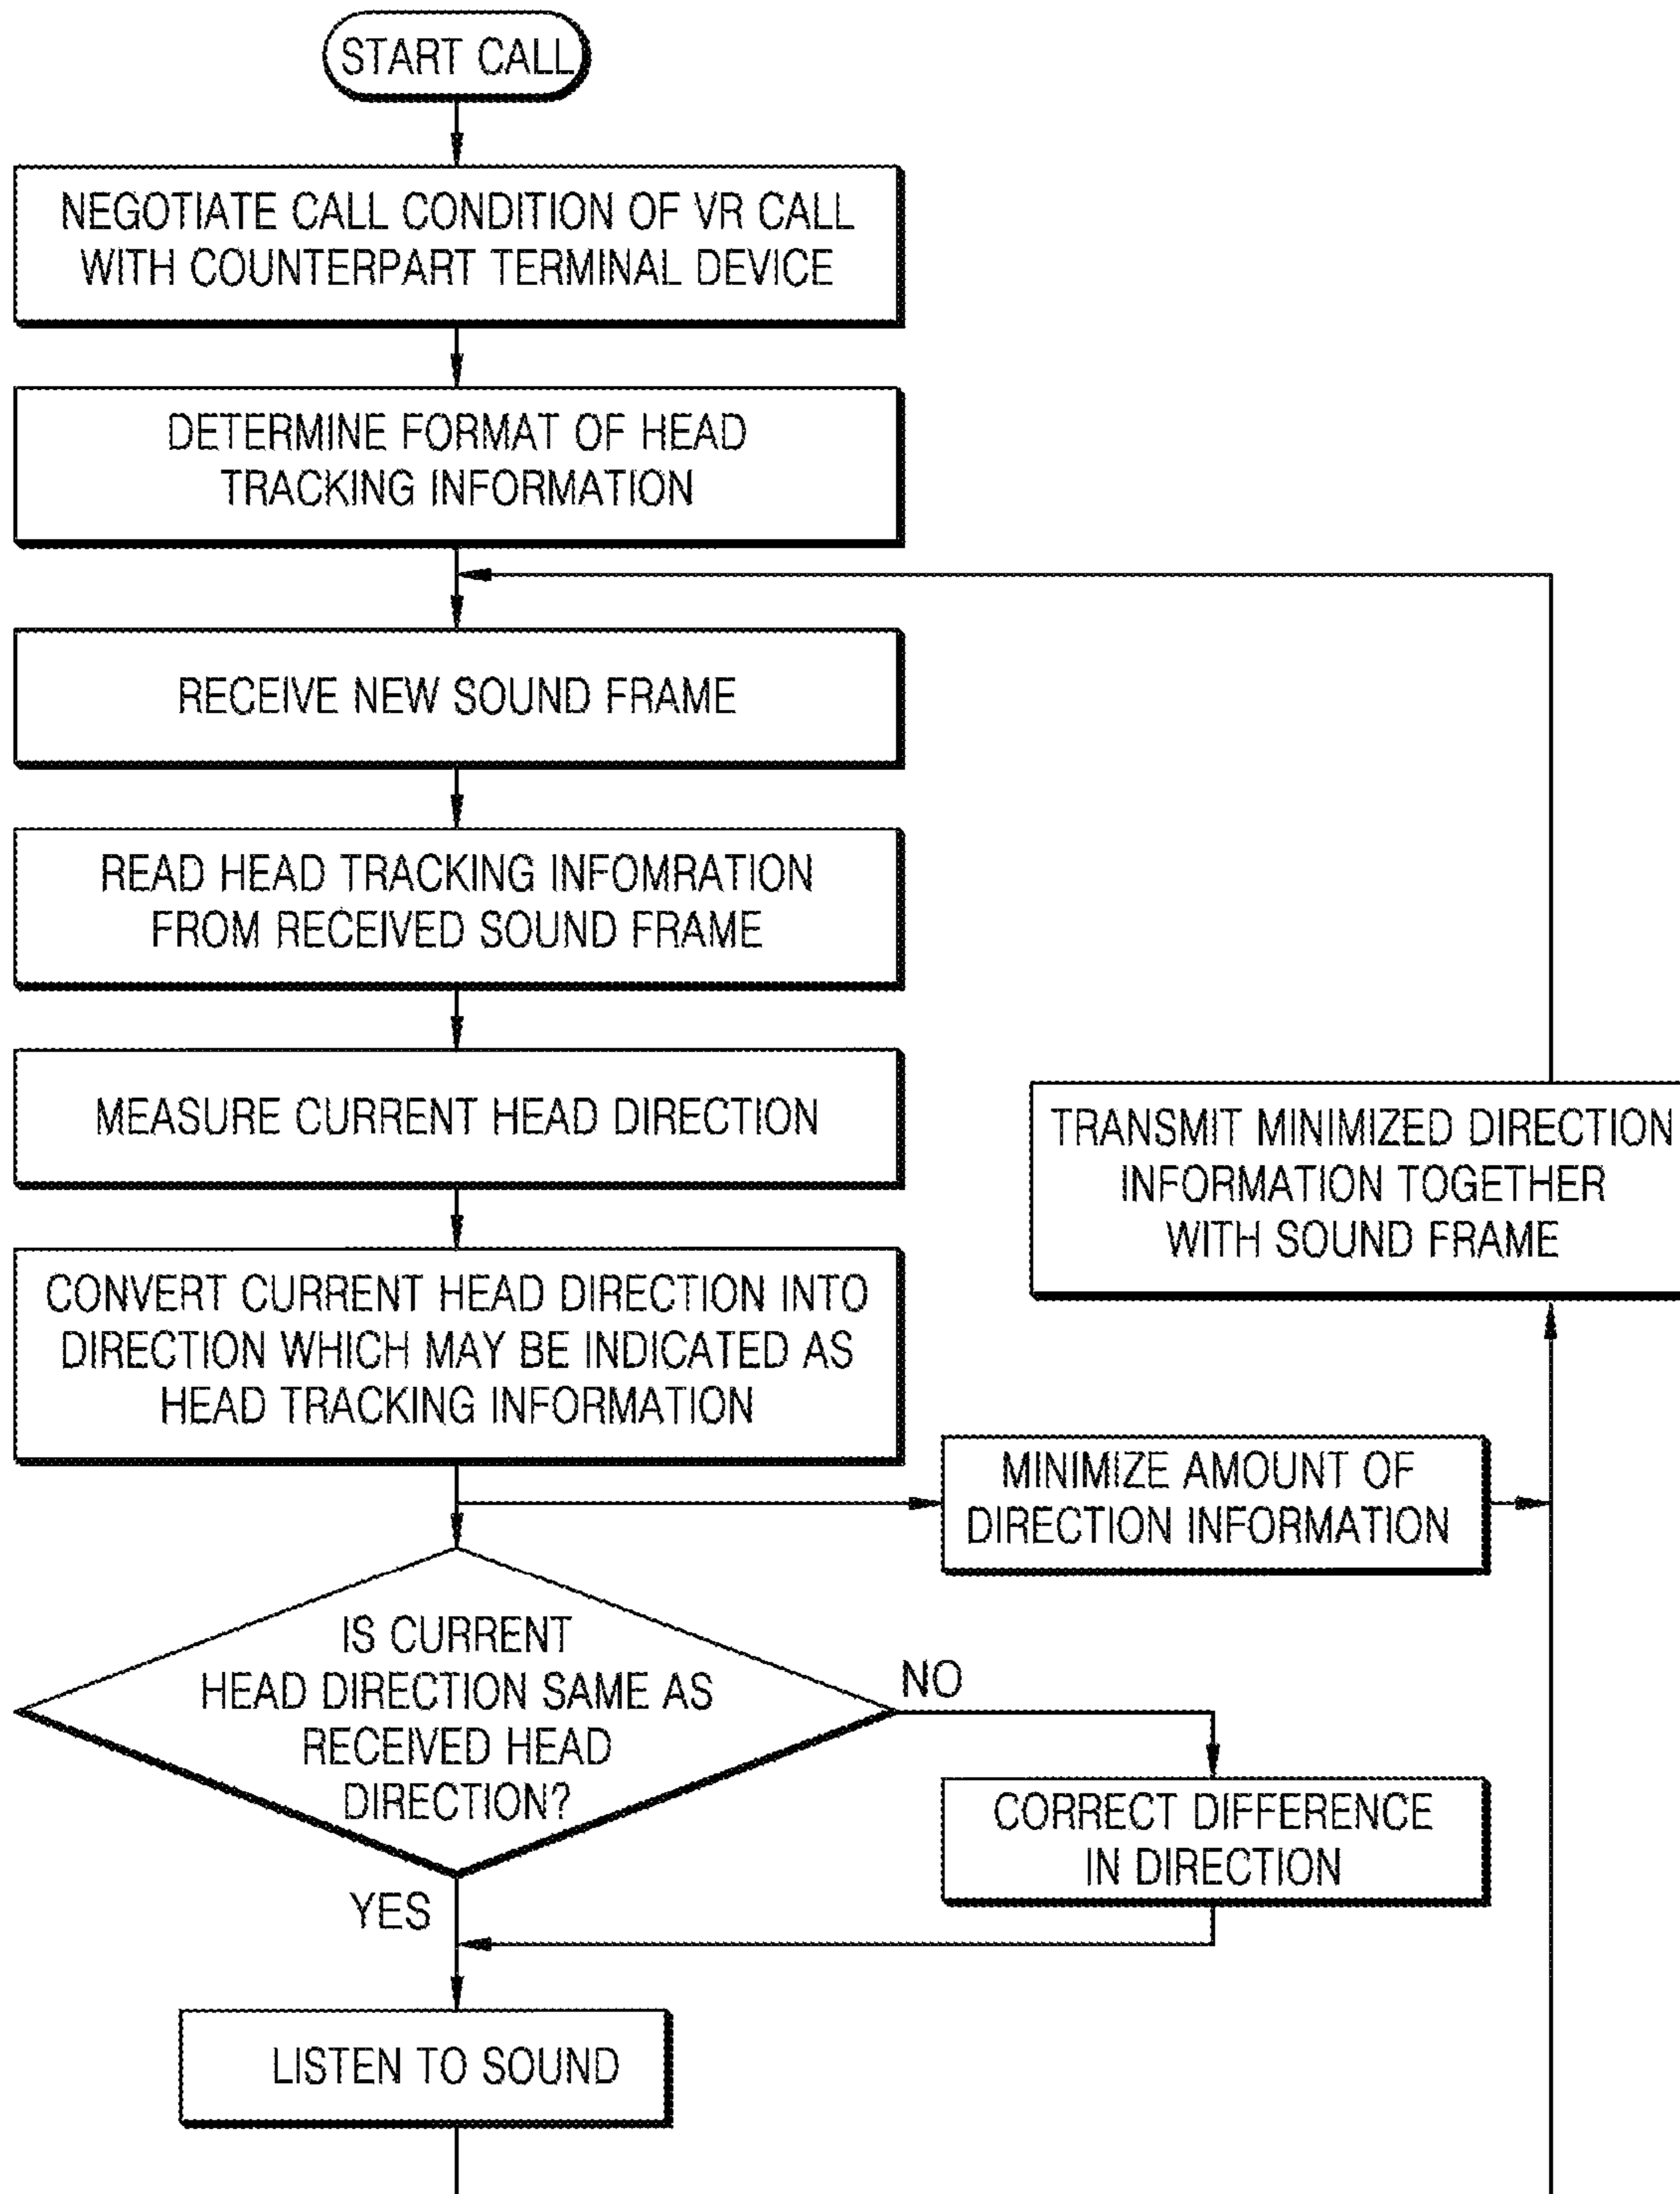 START CALL
NEGOTIATE CALL CONDITION OF VR CALL
WITH COUNTERPART TERMINAL DEVICE
DETERMINE FORMAT OF HEAD
TRACKING INFORMATION
RECEIVE NEW SOUND FRAME
READ HEAD TRACKING INFOMRATION
FROM RECEIVED SOUND FRAME
MEASURE CURRENT HEAD DIRECTION
TRANSMIT MINIMIZED DIRECTION
INFORMATION TOGETHER
WITH SOUND FRAME
CONVERT CURRENT HEAD DIRECTION INTO
DIRECTION WHICH MAY BE INDICATED AS
HEAD TRACKING INFORMATION
MINIMIZE AMOUNT OF
DIRECTION INFORMATION
IS CURRENT
HEAD DIRECTION SAME AS
RECEIVED HEAD
DIRECTION?
NO
CORRECT DIFFERENCE
IN DIRECTION
YES
LISTEN TO SOUND